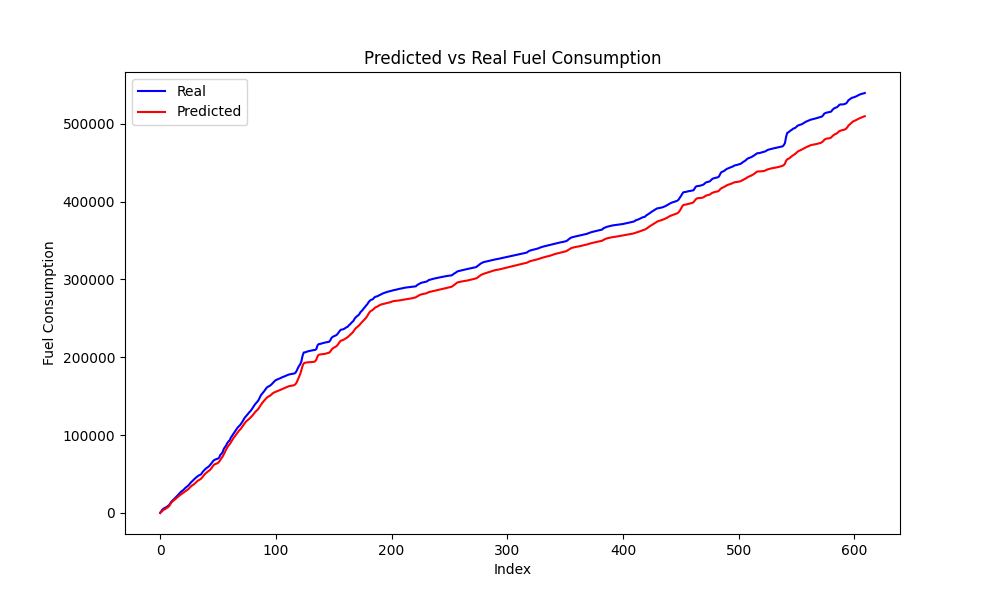 Predicted vs Real Fuel Consumption
Real
Predicted
500000
400000
300000
200000
100000
0
Fuel Consumption
0 100 200 300 400 500 600
Index